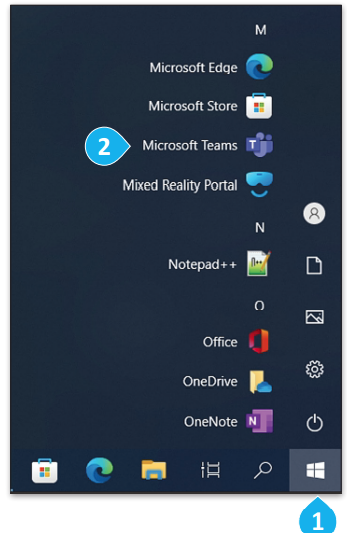 M
Microsoft Edge
Microsoft Store
2 Microsoft Teams
Mixed Reality Portal
N
Notepad++
O
Office
OneDrive
OneNote
1